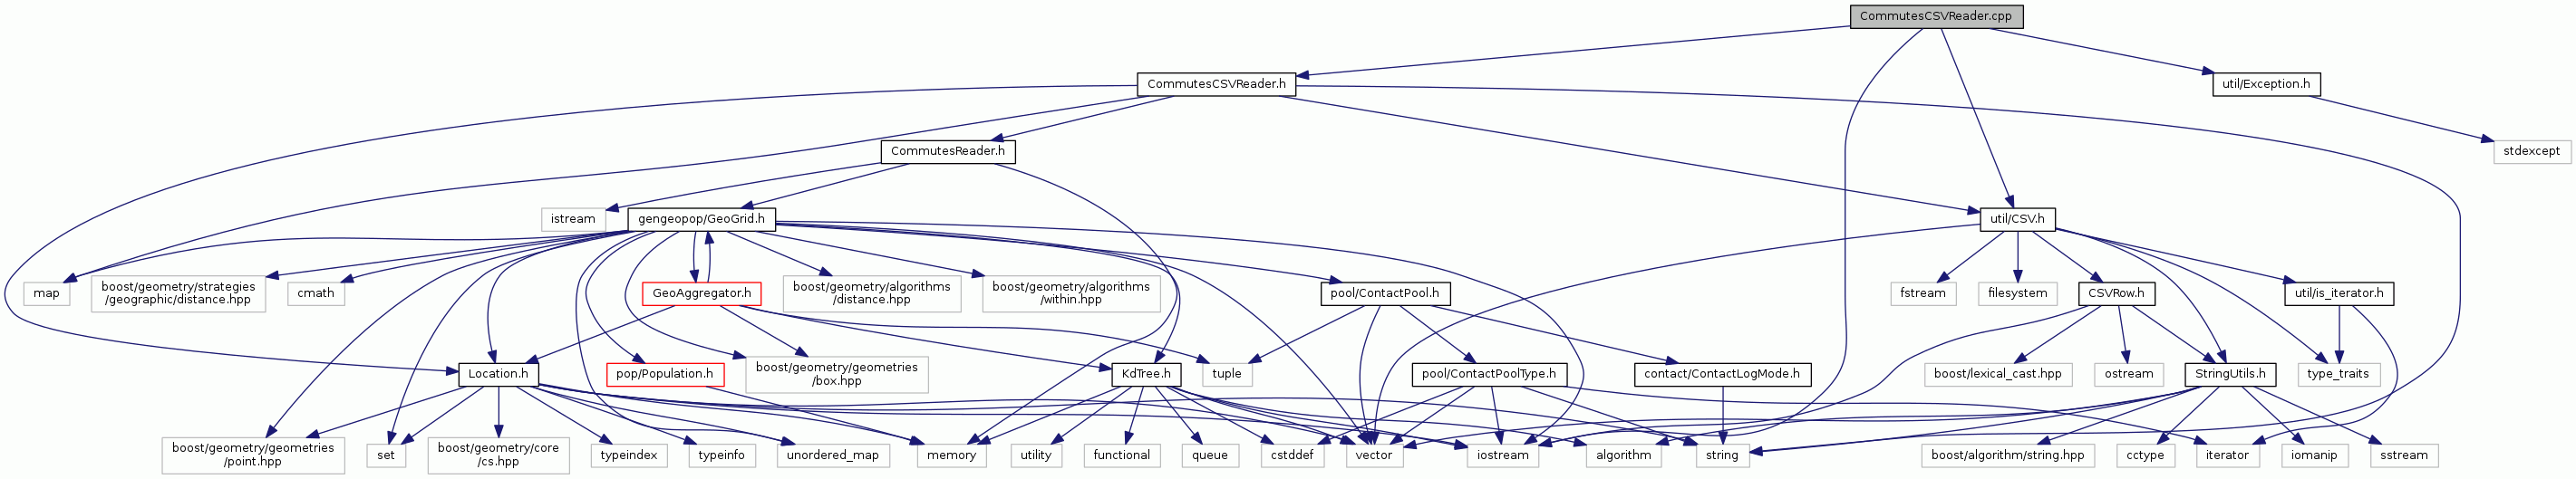 CommutesCSVReader.cpp
CommutesCSVReader.h
util/Exception.h
CommutesReader.h
stdexcept
istream
gengeopop/GeoGrid.h
util/CSV.h
map
boost/geometry/strategies
/geographic/distance.hpp
cmath
GeoAggregator.h
boost/geometry/algorithms
/distance.hpp
boost/geometry/algorithms
/within.hpp
pool/ContactPool.h
fstream
filesystem
CSVRow.h
util/is_iterator.h
Location.h
pop/Population.h
boost/geometry/geometries
/box.hpp
KdTree.h
tuple
pool/ContactPoolType.h
contact/ContactLogMode.h
boost/lexical_cast.hpp
ostream
StringUtils.h
type_traits
boost/geometry/geometries
/point.hpp
set
boost/geometry/core
/cs.hpp
typeindex
typeinfo
unordered_map
memory
utility
functional
queue
cstddef
vector
iostream
algorithm
string
boost/algorithm/string.hpp
cctype
iterator
iomanip
sstream